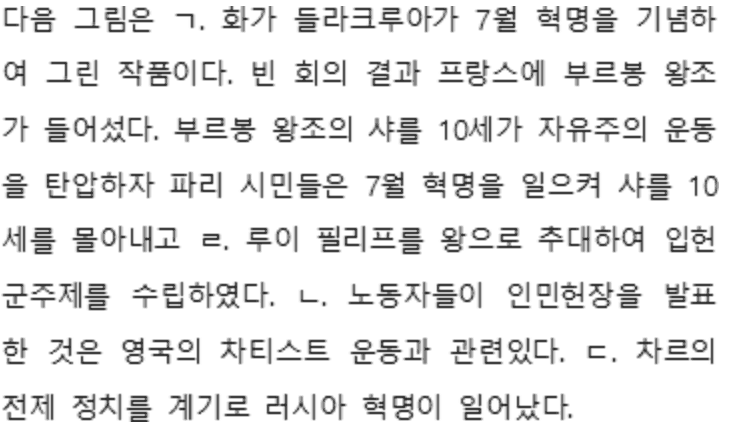 다음 그림은 ㄱ. 화가 들라크루아가 7월 혁명을 기념하
여 그린 작품이다. 빈 회의 결과 프랑스에 부르봉 왕조
가 들어섰다. 부르봉 왕조의 샤를 10세가 자유주의 운동
을 탄압하자 파리 시민들은 7월 혁명을 일으켜 샤를 10
세를 몰아내고 ㄹ. 루이 필리프를 왕으로 추대하여 입헌
군주제를 수립하였다. ㄴ. 노동자들이 인민헌장을 발표
한 것은 영국의 차티스트 운동과 관련있다. ㄷ. 차르의
전제 정치를 계기로 러시아 혁명이 일어났다.